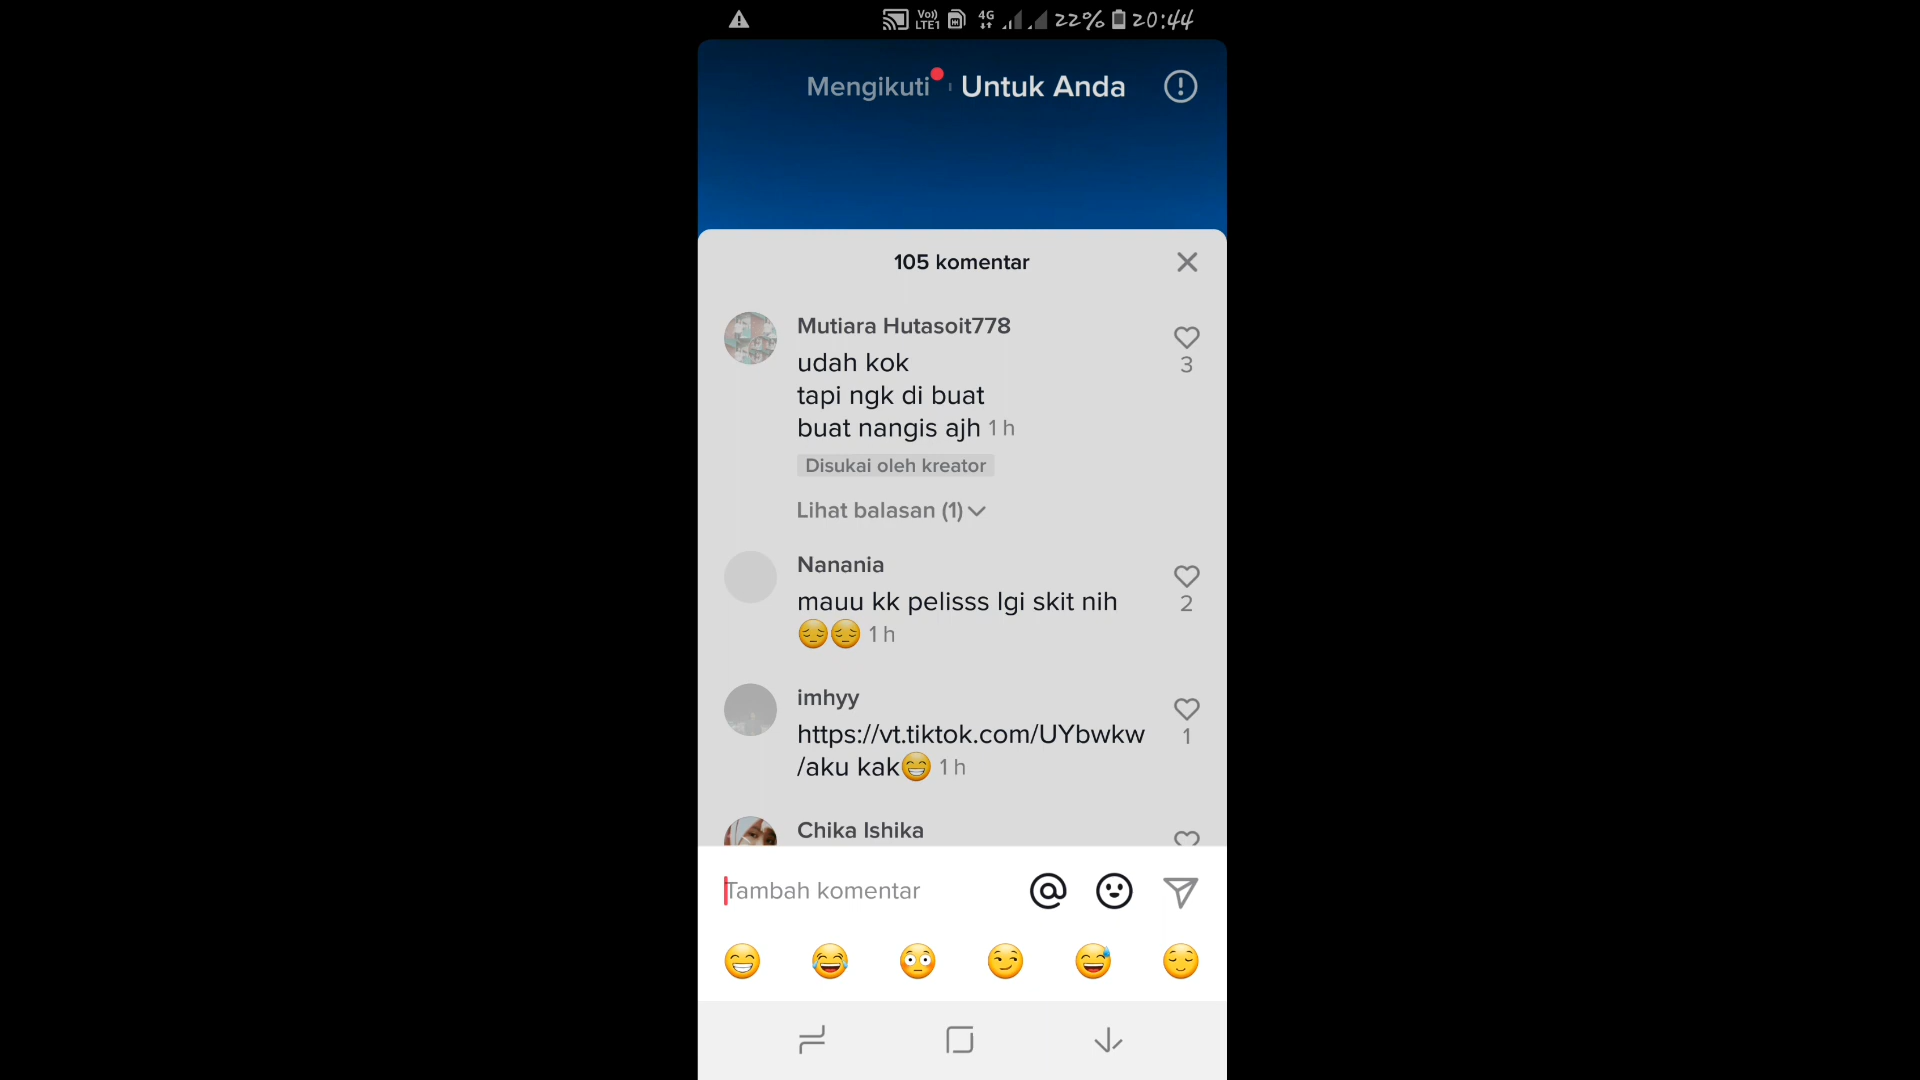 Vo)) LTE1 4G 22% 20:44
Mengikuti Untuk Anda
105 komentar
Mutiara Hutasoit778
udah kok
3
tapi ngk di buat
buat nangis ajh 1 h
Disukai oleh kreator
Lihat balasan (1)
Nanania
mauu kk pelisss lgi skit nih
2
😔😔 1 h
imhyy
https://vt.tiktok.com/UYbwkw
1
/aku kak😁 1 h
Chika Ishika
Tambah komentar